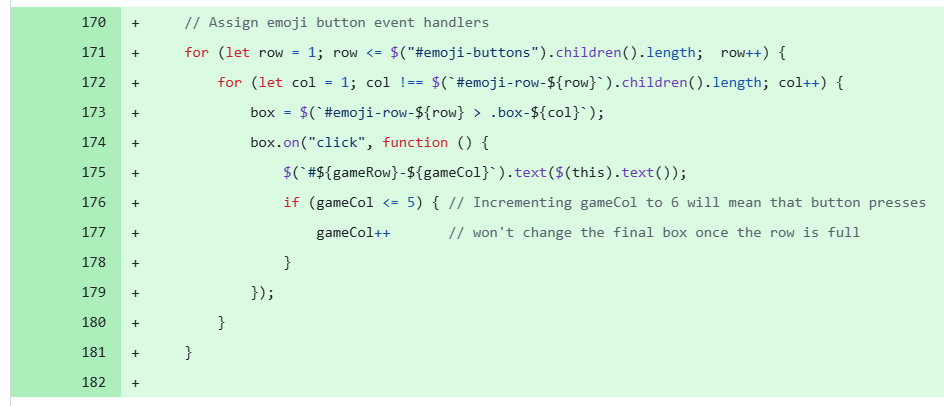 170 + // Assign emoji button event handlers
171 + for (let row = 1; row <= $("#emoji-buttons").children().length;  row++) {
172 + for (let col = 1; col !== $(`#emoji-row-${row}`).children().length; col++) {
173 + box = $(`#emoji-row-${row} > .box-${col}`);
174 + box.on("click", function () {
175 + $(`#${gameRow}-${gameCol}`).text($(this).text());
176 + if (gameCol <= 5) { // Incrementing gameCol to 6 will mean that button presses
177 + gameCol++ // won't change the final box once the row is full
178 + }
179 + });
180 + }
181 + }
182 +